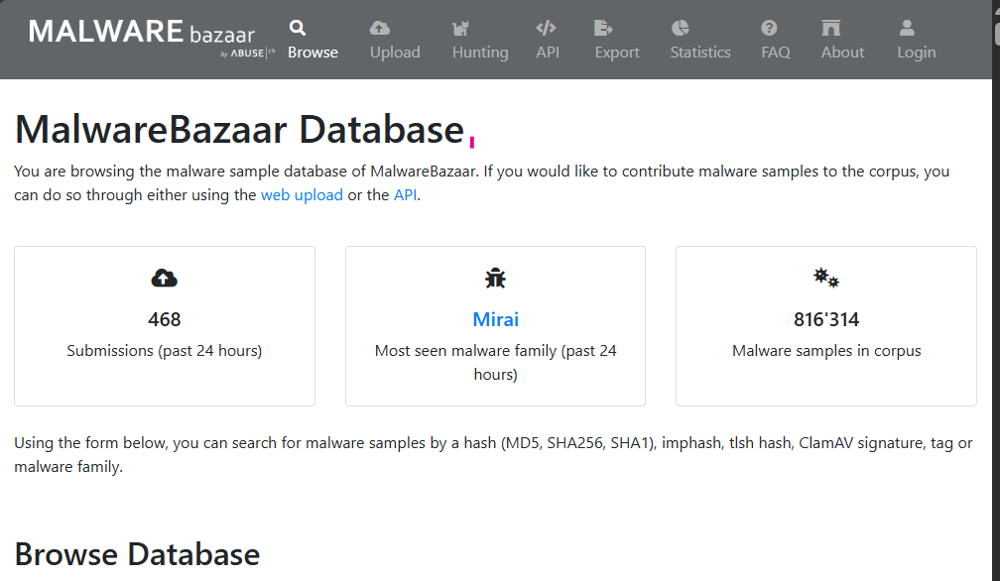 MALWARE bazaar
by ABUSE|ch
Browse
Upload
Hunting
API
Export
Statistics
FAQ
About
Login
MalwareBazaar Database
You are browsing the malware sample database of MalwareBazaar. If you would like to contribute malware samples to the corpus, you
can do so through either using the web upload or the API.
468
Submissions (past 24 hours)
Mirai
Most seen malware family (past 24
hours)
816'314
Malware samples in corpus
Using the form below, you can search for malware samples by a hash (MD5, SHA256, SHA1), imphash, tlsh hash, ClamAV signature, tag or
malware family.
Browse Database